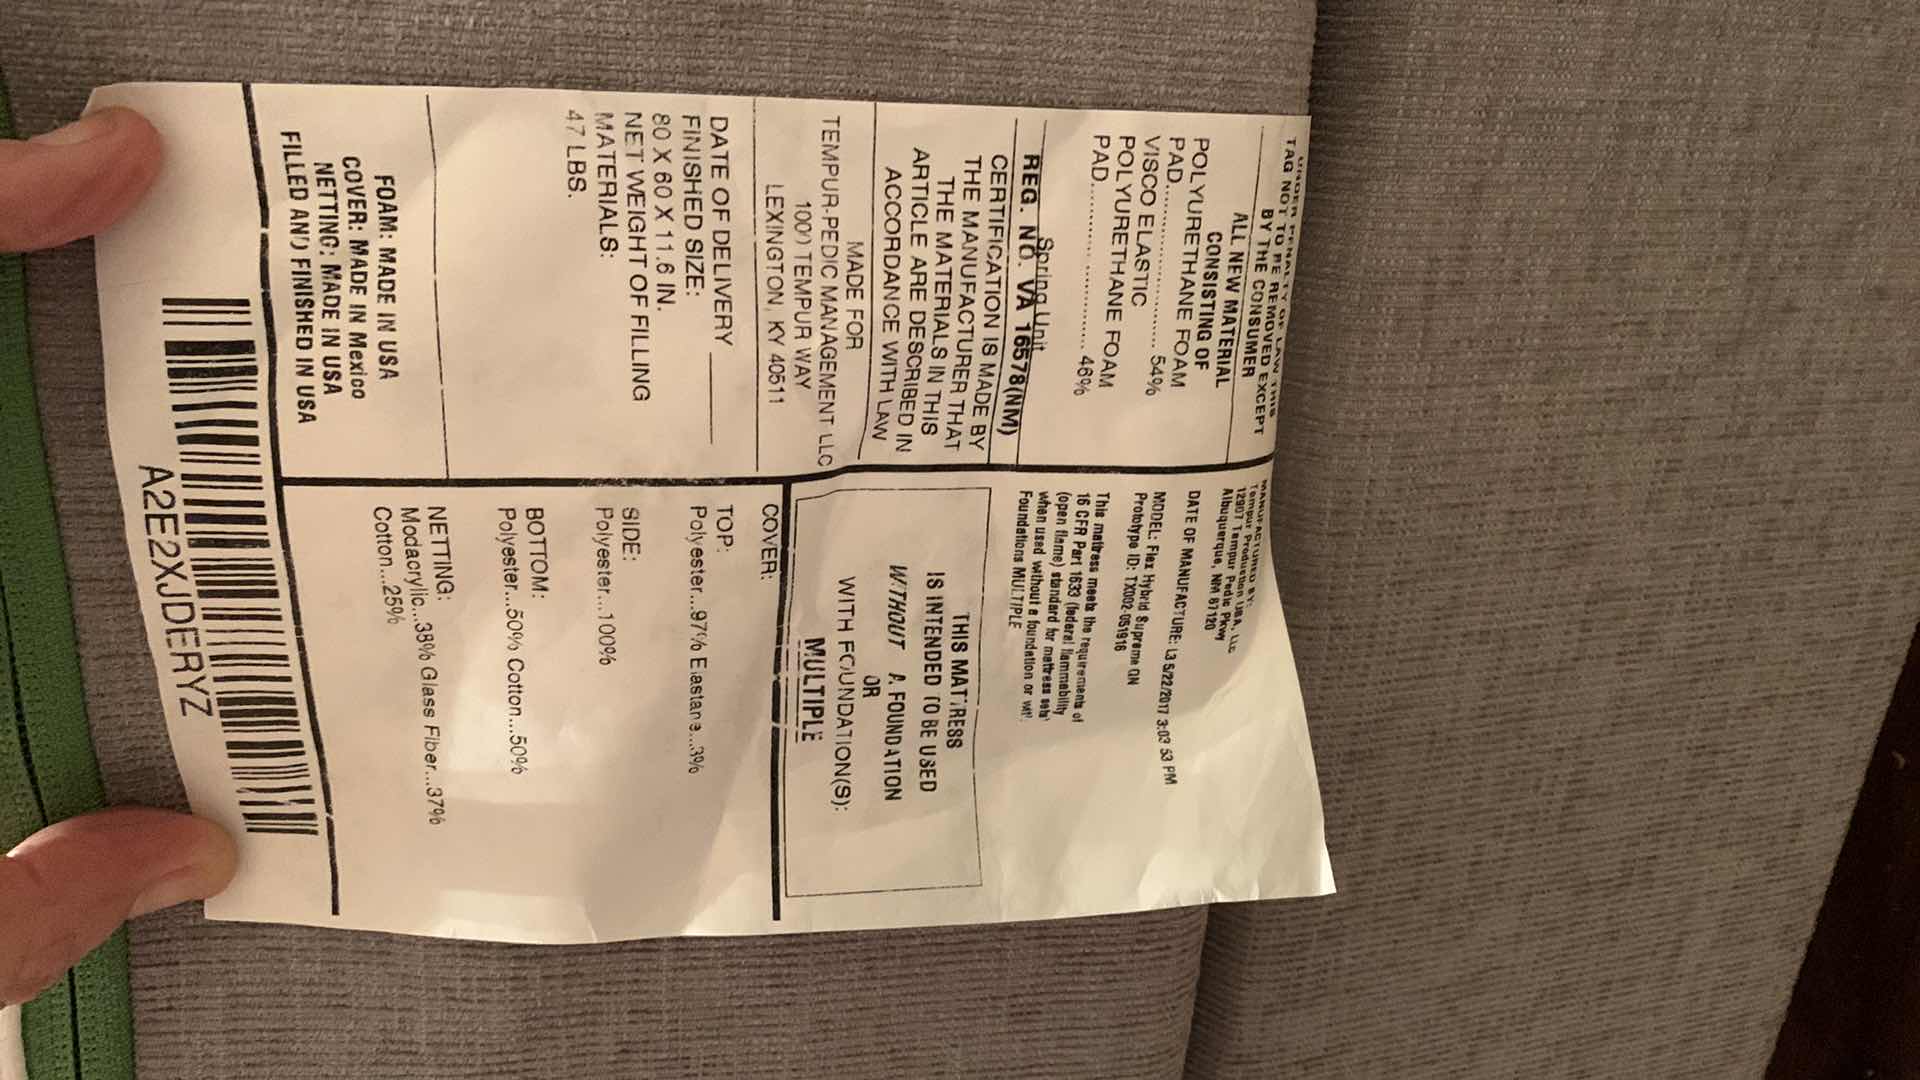 UNDER PENALTY OF LAW THIS
TAG NOT TO BE REMOVED EXCEPT
BY THE CONSUMER
ALL NEW MATERIAL
CONSISTING OF
POLYURETHANE FOAM
PAD.......................... 54%
VISCO ELASTIC
POLYURETHANE FOAM
PAD.......................... 46%
Spring Unit
REG. NO. VA 16578(NM)
CERTIFICATION IS MADE BY
THE MANUFACTURER THAT
THE MATERIALS IN THIS
ARTICLE ARE DESCRIBED IN
ACCORDANCE WITH LAW
MADE FOR
TEMPUR-PEDIC MANAGEMENT LLC
1000 TEMPUR WAY
LEXINGTON, KY 40511
DATE OF DELIVERY
FINISHED SIZE:
80 X 60 X 11.6 IN.
NET WEIGHT OF FILLING
MATERIALS:
47 LBS.
FOAM: MADE IN USA
COVER: MADE IN Mexico
NETTING: MADE IN USA
FILLED AND FINISHED IN USA
MANUFACTURED BY:
Tempur Production USA, LLC
12907 Tempur Pedic Pkwy
Albuquerque, NM 87120
DATE OF MANUFACTURE: L3 5/22/2017 3:03 53 PM
MODEL: Flex Hybrid Supreme QN
Prototype ID: TX002-051916
This mattress meets the requirements of
16 CFR Part 1633 (federal flammability
(open flame) standard for mattress sets
when used without a foundation or with
Foundations MULTIPLE
THIS MATTRESS
IS INTENDED TO BE USED
WITHOUT A FOUNDATION
OR
WITH FOUNDATION(S):
MULTIPLE
COVER:
TOP:
Polyester...97% Elastane...3%
SIDE:
Polyester...100%
BOTTOM:
Polyester...50% Cotton...50%
NETTING:
Modacrylic...38% Glass Fiber...37%
Cotton...25%
A2E2XJDERYZ